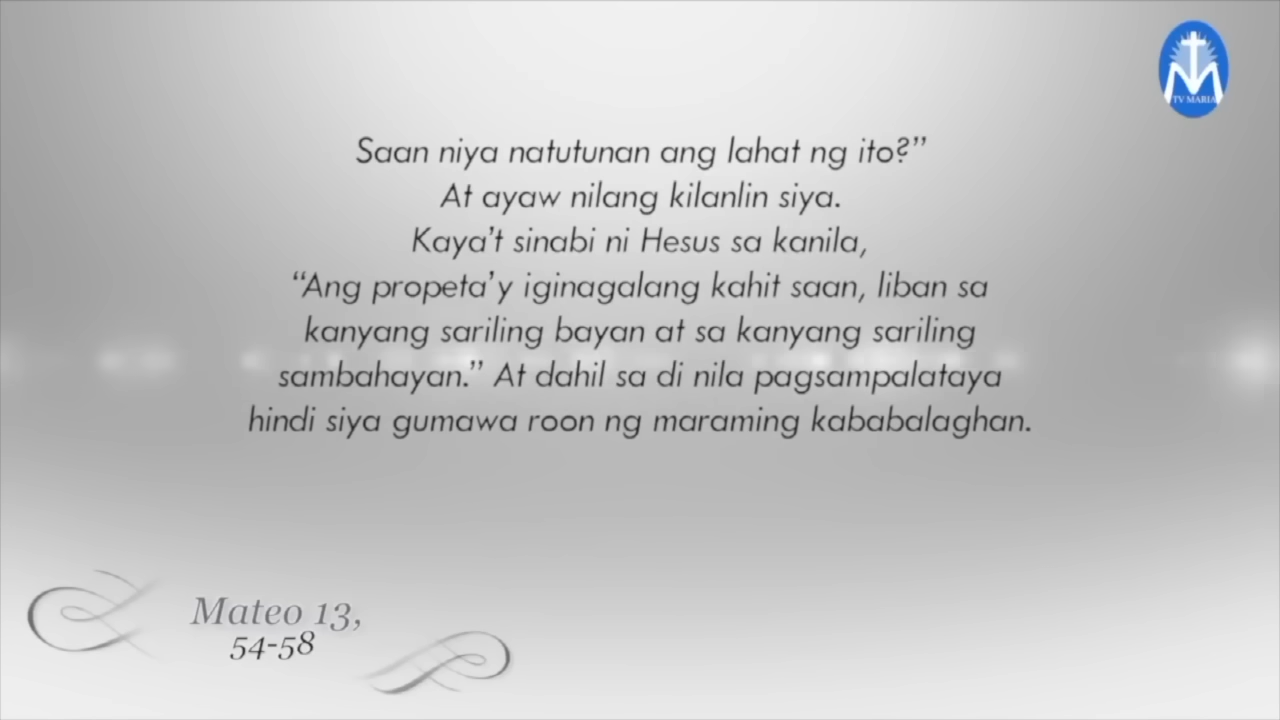 TV MARIA
Saan niya natutunan ang lahat ng ito?”
At ayaw nilang kilanlin siya.
Kaya’t sinabi ni Hesus sa kanila,
“Ang propeta’y iginagalang kahit saan, liban sa
kanyang sariling bayan at sa kanyang sariling
sambahayan.” At dahil sa di nila pagsampalataya
hindi siya gumawa roon ng maraming kababalaghan.
Mateo 13,
54-58